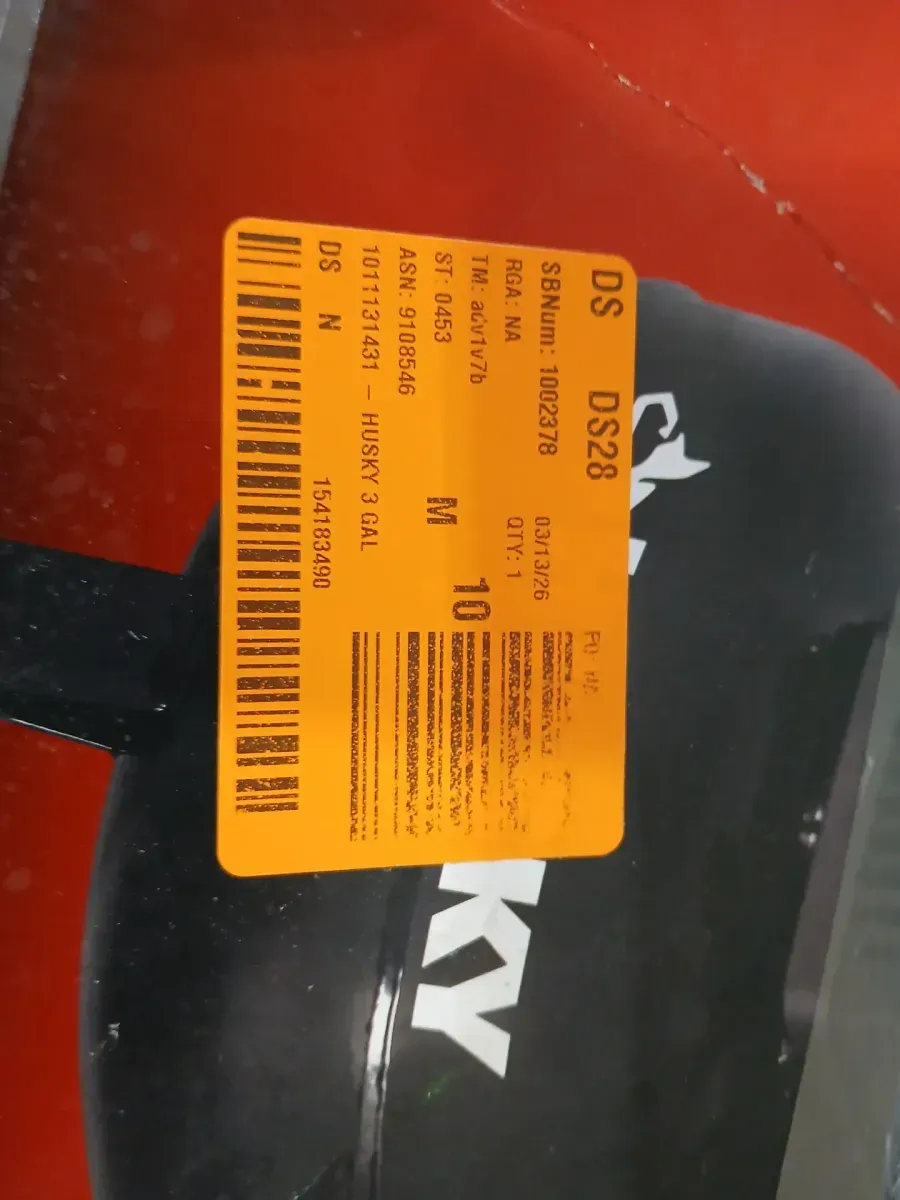 DS DS28
SBNum: 1002378 03/13/26
RGA: NA QTY: 1
TM: adv1v7b
10
ST: 0453 M
ASN: 9108546
1011131431 – HUSKY 3 GAL
DS N 154183490
KY